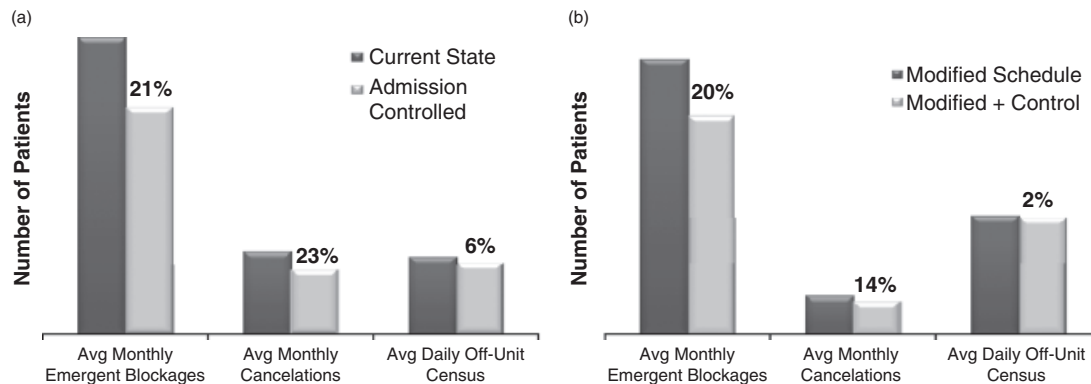 (a)
Number of Patients
Current State
Admission
Controlled
21%
23%
6%
Avg Monthly
Emergent Blockages
Avg Monthly
Cancelations
Avg Daily Off-Unit
Census
(b)
Number of Patients
Modified Schedule
Modified + Control
20%
14%
2%
Avg Monthly
Emergent Blockages
Avg Monthly
Cancelations
Avg Daily Off-Unit
Census